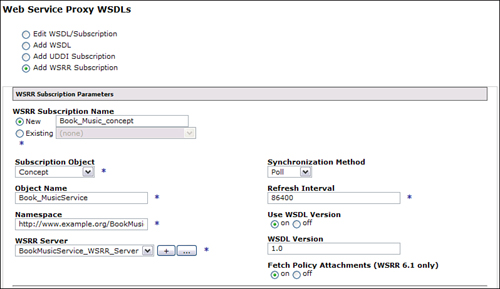 Web Service Proxy WSDLs
Edit WSDL/Subscription
Add WSDL
Add UDDI Subscription
Add WSRR Subscription
WSRR Subscription Parameters
WSRR Subscription Name
New Book_Music_concept
Existing (none)
*
Subscription Object
Concept *
Object Name
Book_MusicService *
Namespace
http://www.example.org/BookMusi *
WSRR Server
BookMusicService_WSRR_Server + ... *
Synchronization Method
Poll
Refresh Interval
86400 *
Use WSDL Version
on off
WSDL Version
1.0
Fetch Policy Attachments (WSRR 6.1 only)
on off